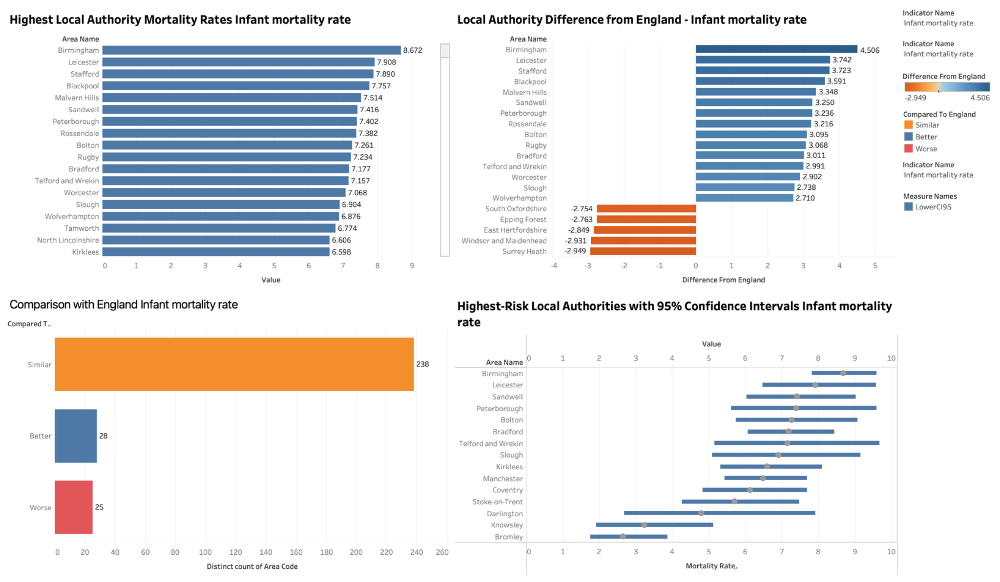 Highest Local Authority Mortality Rates Infant mortality rate
Area Name
Birmingham 8.672
Leicester 7.908
Stafford 7.890
Blackpool 7.757
Malvern Hills 7.514
Sandwell 7.416
Peterborough 7.402
Rossendale 7.382
Bolton 7.261
Rugby 7.234
Bradford 7.177
Telford and Wrekin 7.157
Worcester 7.068
Slough 6.904
Wolverhampton 6.876
Tamworth 6.774
North Lincolnshire 6.606
Kirklees 6.598
0 1 2 3 4 5 6 7 8 9
Value
Local Authority Difference from England - Infant mortality rate
Area Name
Birmingham 4.506
Leicester 3.742
Stafford 3.723
Blackpool 3.591
Malvern Hills 3.348
Sandwell 3.250
Peterborough 3.236
Rossendale 3.216
Bolton 3.095
Rugby 3.068
Bradford 3.011
Telford and Wrekin 2.991
Worcester 2.902
Slough 2.738
Wolverhampton 2.710
South Oxfordshire -2.754
Epping Forest -2.763
East Hertfordshire -2.849
Windsor and Maidenhead -2.931
Surrey Heath -2.949
-4 -3 -2 -1 0 1 2 3 4 5
Difference From England
Indicator Name
Infant mortality rate
Indicator Name
Infant mortality rate
Difference From England
-2.949 4.506
Compared To England
Similar
Better
Worse
Indicator Name
Infant mortality rate
Measure Names
LowerCI95
Comparison with England Infant mortality rate
Compared T..
Similar 238
Better 28
Worse 25
0 20 40 60 80 100 120 140 160 180 200 220 240 260
Distinct count of Area Code
Highest-Risk Local Authorities with 95% Confidence Intervals Infant mortality
rate
Value
0 1 2 3 4 5 6 7 8 9 10
Area Name
Birmingham
Leicester
Sandwell
Peterborough
Bolton
Bradford
Telford and Wrekin
Slough
Kirklees
Manchester
Coventry
Stoke-on-Trent
Darlington
Knowsley
Bromley
0 1 2 3 4 5 6 7 8 9 10
Mortality Rate,